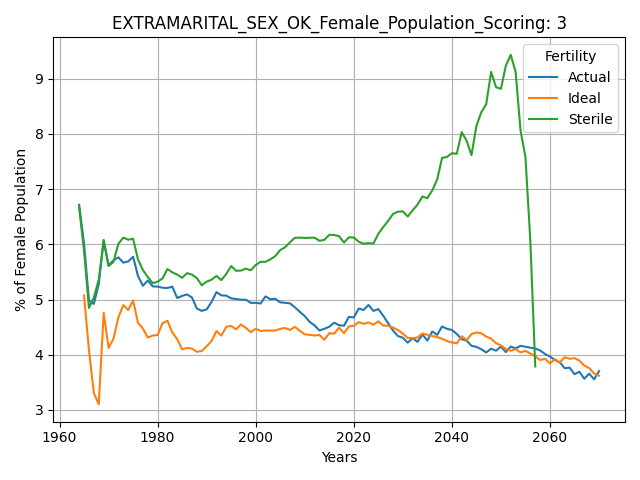 EXTRAMARITAL_SEX_OK_Female_Population_Scoring: 3
% of Female Population
9
8
7
6
5
4
3
Fertility
Actual
Ideal
Sterile
1960
1980
2000
2020
2040
2060
Years